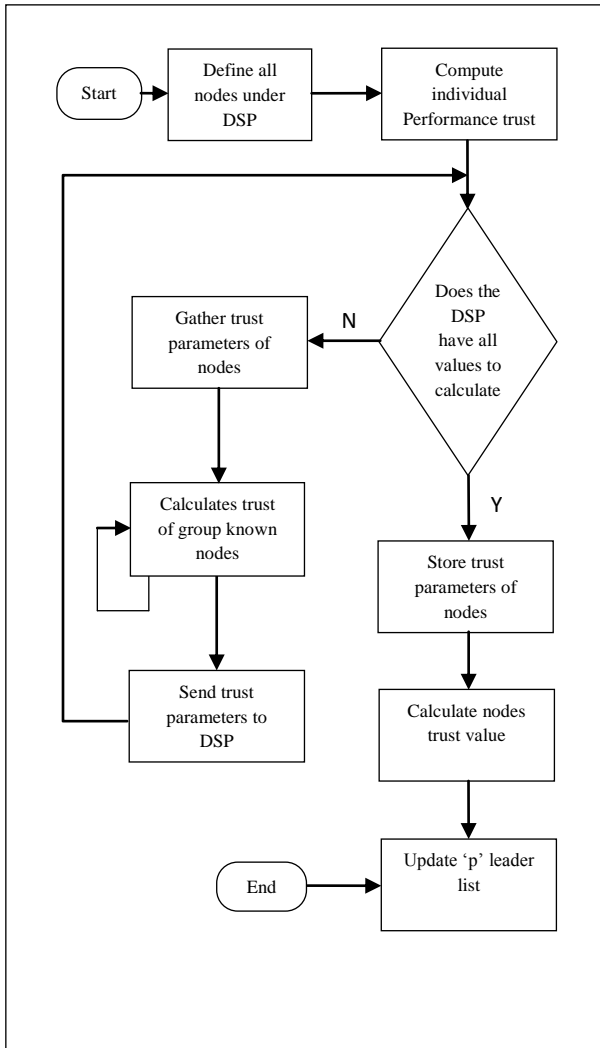 Start
Define all
nodes under
DSP
Compute
individual
Performance trust
Does the
DSP
have all
values to
calculate
N
Gather trust
parameters of
nodes
Calculates trust
of group known
nodes
Send trust
parameters to
DSP
Y
Store trust
parameters of
nodes
Calculate nodes
trust value
Update ‘p’ leader
list
End